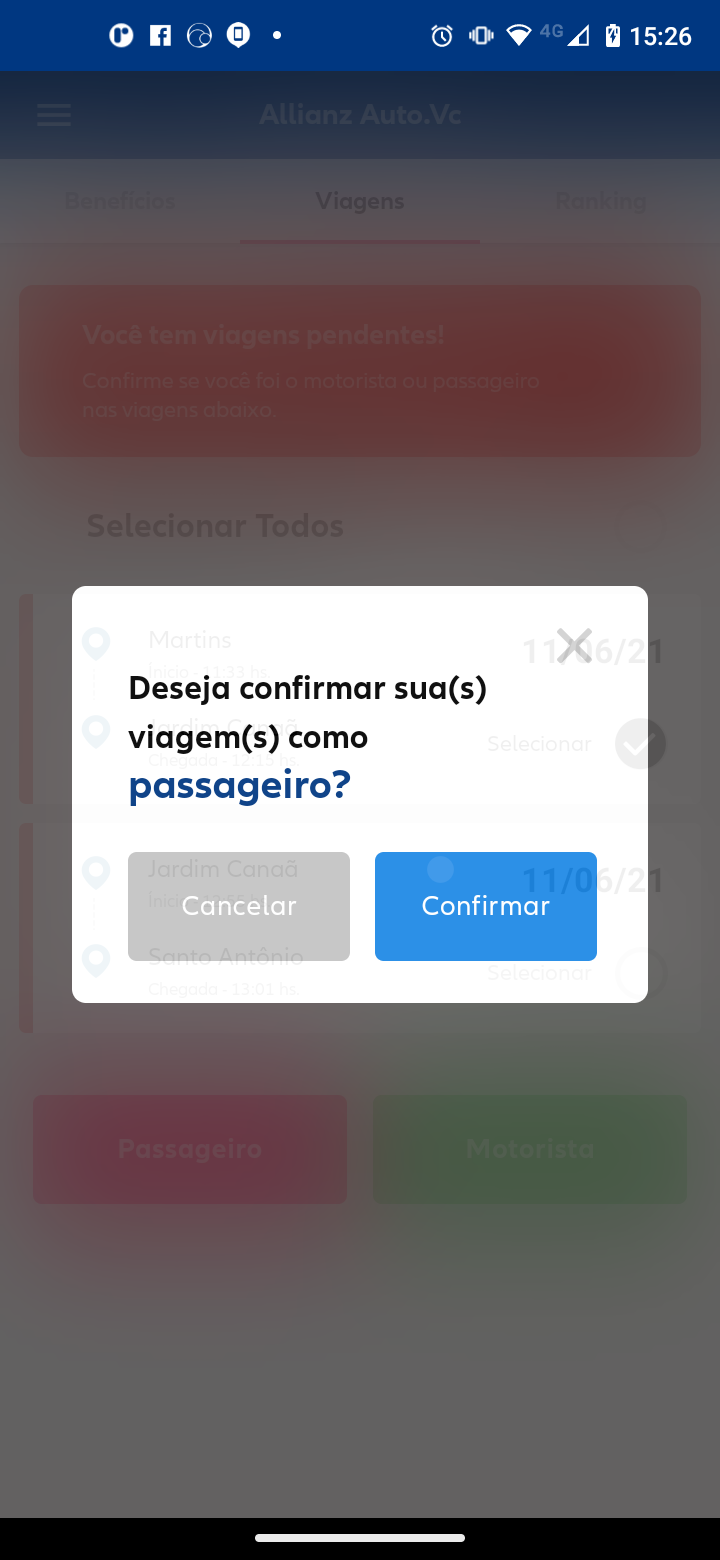 4G 15:26
Allianz Auto.Vc
Benefícios Viagens Ranking
Você tem viagens pendentes!
Confirme se você foi o motorista ou passageiro
nas viagens abaixo
Selecionar Todos
Martins 11/06/21
Ínicio - 11:33 hs.
Deseja confirmar sua(s)
Jardim Canaã
viagem(s) como
Selecionar
Chegada - 12:15 hs.
passageiro?
Jardim Canaã 11/06/21
Cancelar Confirmar
Santo Antônio
Selecionar
Chegada - 13:01 hs.
Passageiro Motorista